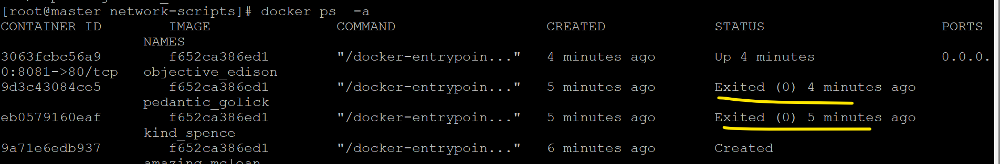 [root@master network-scripts]# docker ps  -a
CONTAINER ID        IMAGE               COMMAND                  CREATED             STATUS                     PORTS
                 NAMES
3063fcbc56a9        f652ca386ed1        "/docker-entrypoin..."   4 minutes ago       Up 4 minutes               0.0.0.
0:8081->80/tcp   objective_edison
9d3c43084ce5        f652ca386ed1        "/docker-entrypoin..."   5 minutes ago       Exited (0) 4 minutes ago
                 pedantic_golick
eb0579160eaf        f652ca386ed1        "/docker-entrypoin..."   5 minutes ago       Exited (0) 5 minutes ago
                 kind_spence
9a71e6edb937        f652ca386ed1        "/docker-entrypoin..."   6 minutes ago       Created